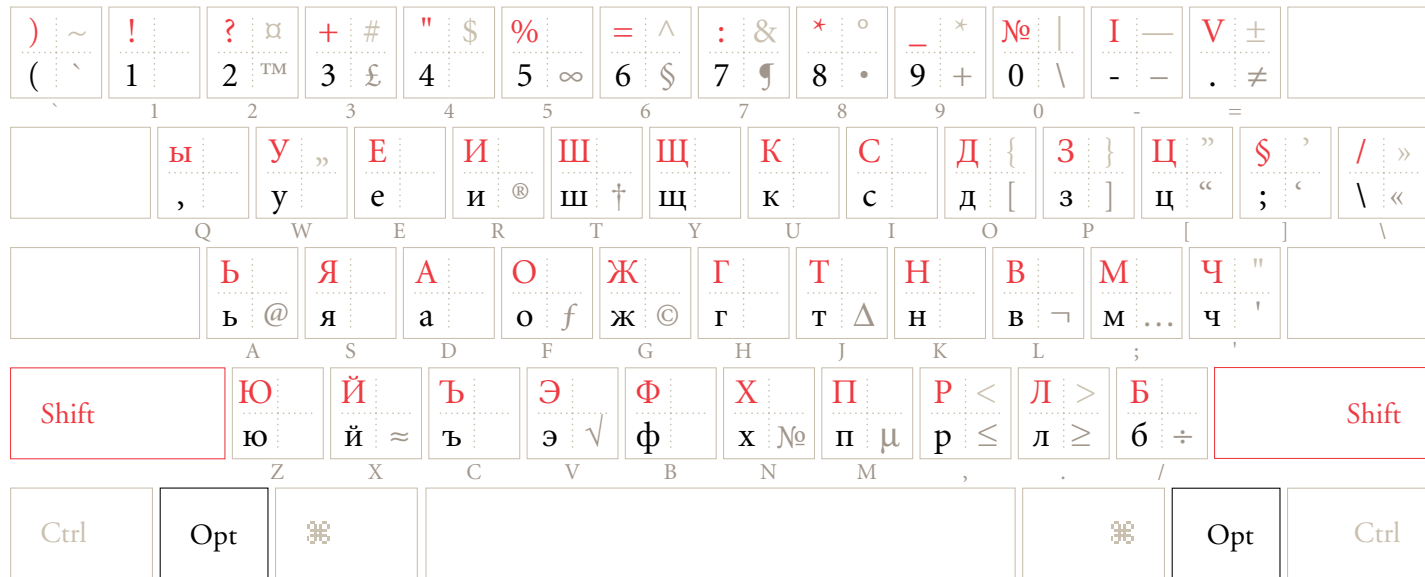 ) ~ ! ? ¤ + # " $ % = ^ : & * ° _ * № | I — V ±
( ` 1 2 ™ 3 £ 4 5 ∞ 6 § 7 ¶ 8 • 9 + 0 \ - – . ≠
` 1 2 3 4 5 6 7 8 9 0 - =
ы У „ Е И Ш Щ К С Д { З } Ц ” § ’ / »
, у е и ® ш † щ к с д [ з ] ц “ ; ‘ \ «
Q W E R T Y U I O P [ ] \
Ь Я А О Ж Г Т Н В М Ч "
ь @ я а о ƒ ж © г т ∆ н в ¬ м … ч '
A S D F G H J K L ; '
Shift Ю Й Ъ Э Ф Х П Р < Л > Б Shift
ю й ≈ ъ э √ ф х № п µ р ≤ л ≥ б ÷
Z X C V B N M , . /
Ctrl Opt ⌘ ⌘ Opt Ctrl